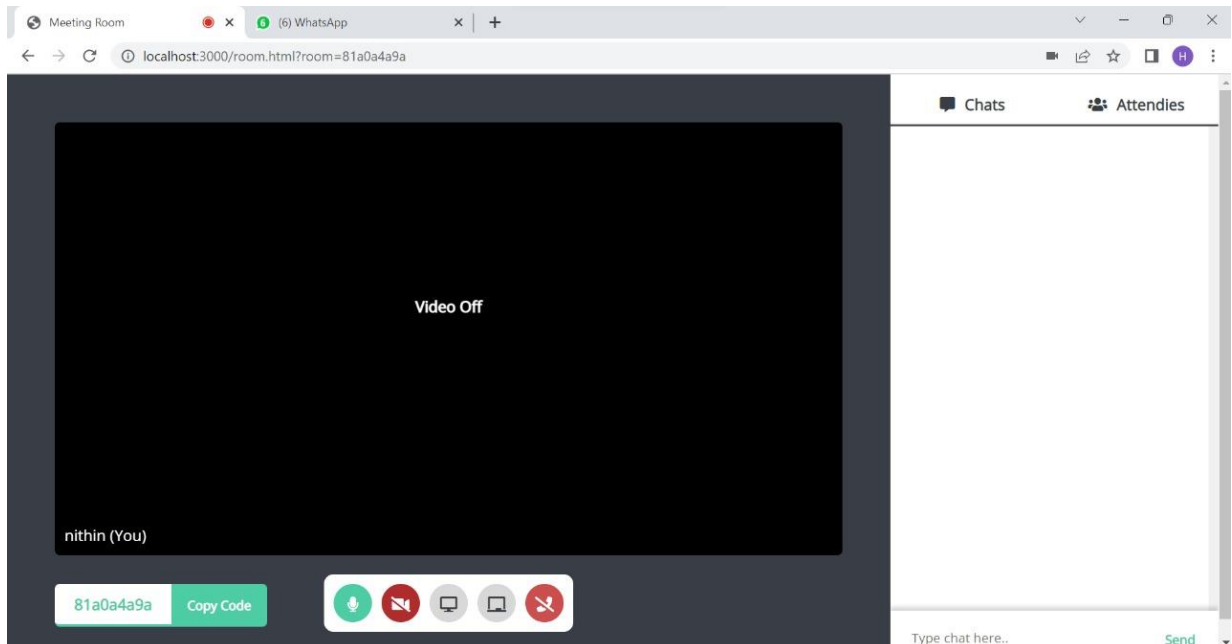 Meeting Room
6 (6) WhatsApp
localhost:3000/room.html?room=81a0a4a9a
H
Chats
Attendies
Video Off
nithin (You)
81a0a4a9a
Copy Code
Type chat here..
Send